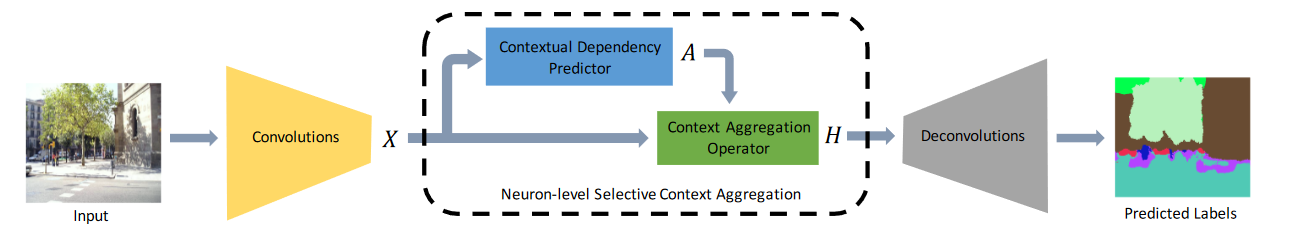 Contextual Dependency
Predictor
A
Convolutions
X
Context Aggregation
Operator
H
Deconvolutions
Neuron-level Selective Context Aggregation
Input
Predicted Labels